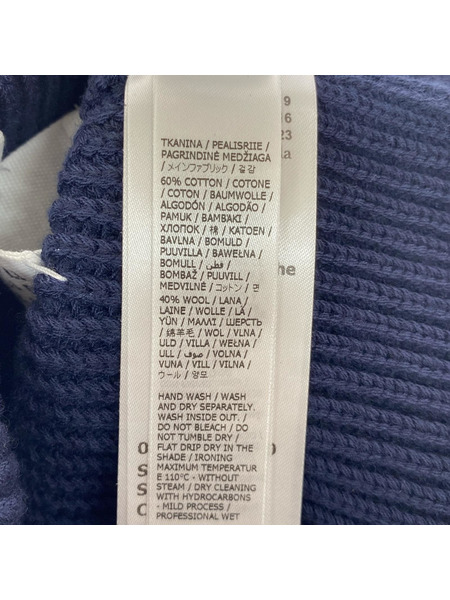 TKANINA / PEALISRIIE /
PAGRINDINĖ MEDŽIAGA
/ メインファブリック / 겉감
60% COTTON / COTONE
/ COTON / BAUMWOLLE /
ALGODÓN / ALGODÃO /
PAMUK / BAMBAKI /
ХЛОПОК / 棉 / KATOEN /
BAVLNA / BOMULD /
PUUVILLA / BAWEŁNA /
BOMULL / قطن /
BOMBAŽ / PUUVILL /
MEDVILNĖ / コットン / 면
40% WOOL / LANA /
LAINE / WOLLE / LÃ /
YÜN / ΜΑΛΛΙ / ШЕРСТЬ
/ 绵羊毛 / WOL / VLNA /
ULD / VILLA / WEŁNA /
ULL / صوف / VOLNA /
VUNA / VILL / VILNA /
ウール / 양모
HAND WASH / WASH
AND DRY SEPARATELY.
WASH INSIDE OUT. /
DO NOT BLEACH / DO
NOT TUMBLE DRY /
FLAT DRIP DRY IN THE
SHADE / IRONING
MAXIMUM TEMPERATUR
E 110°C - WITHOUT
STEAM / DRY CLEANING
WITH HYDROCARBONS
- MILD PROCESS /
PROFESSIONAL WET
9
6
23